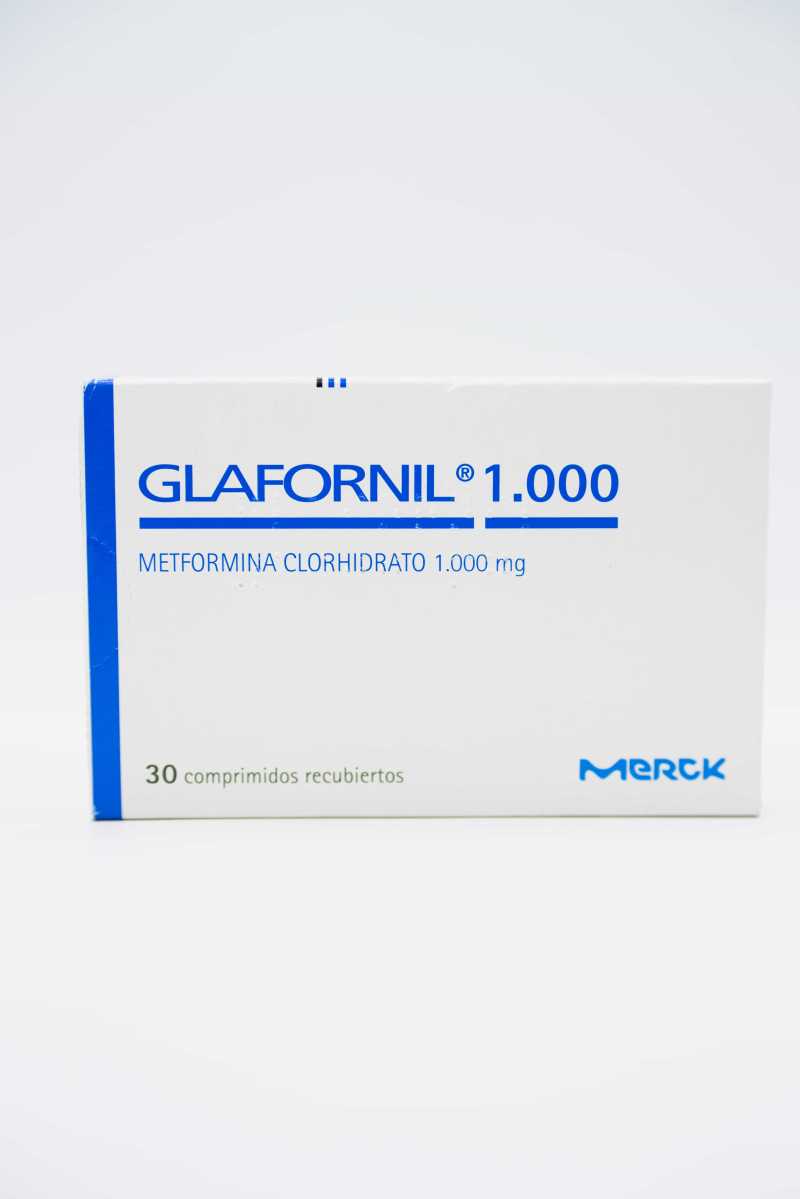 GLAFORNIL® 1.000
METFORMINA CLORHIDRATO 1.000 mg
30 comprimidos recubiertos
MERCK